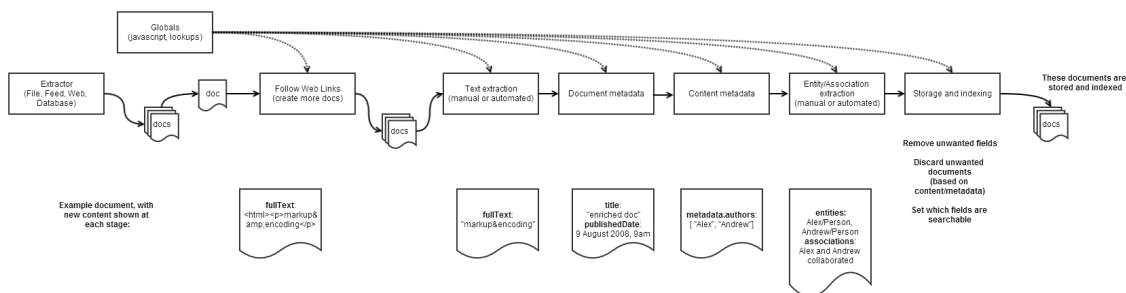 Globals
(javascript, lookups)
Extractor
(File, Feed, Web,
Database)
docs
doc
Follow Web Links
(create more docs)
docs
Text extraction
(manual or automated)
Document metadata
Content metadata
Entity/Association
extraction
(manual or automated)
Storage and indexing
These documents are
stored and indexed
docs
Remove unwanted fields
Discard unwanted
documents
(based on
content/metadata)
Set which fields are
searchable
Example document, with
new content shown at
each stage:
fullText:
<html><p>markup&
amp;encoding</p>
fullText:
"markup&encoding"
title:
"enriched doc"
publishedDate:
9 August 2008, 9am
metadata.authors:
[ "Alex", "Andrew"]
entities:
Alex/Person,
Andrew/Person
associations:
Alex and Andrew
collaborated